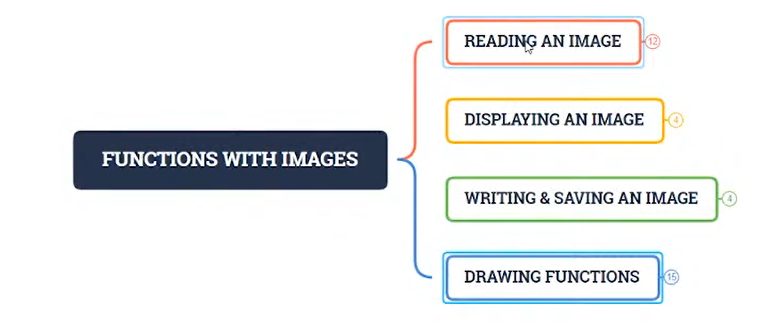 FUNCTIONS WITH IMAGES
READING AN IMAGE 12
DISPLAYING AN IMAGE 4
WRITING & SAVING AN IMAGE 4
DRAWING FUNCTIONS 15